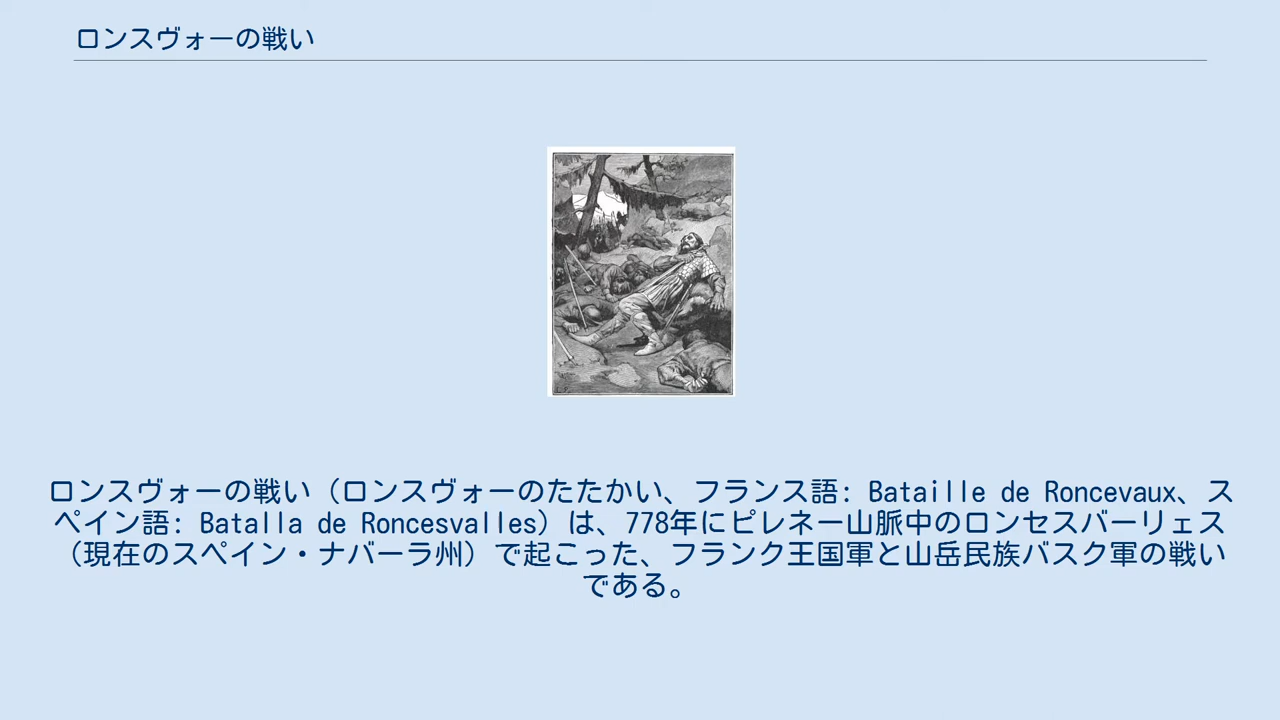 ロンスヴォーの戦い
ロンスヴォーの戦い（ロンスヴォーのたたかい、フランス語: Bataille de Roncevaux、ス
ペイン語: Batalla de Roncesvalles）は、778年にピレネー山脈中のロンセスバーリェス
（現在のスペイン・ナバーラ州）で起こった、フランク王国軍と山岳民族バスク軍の戦い
である。